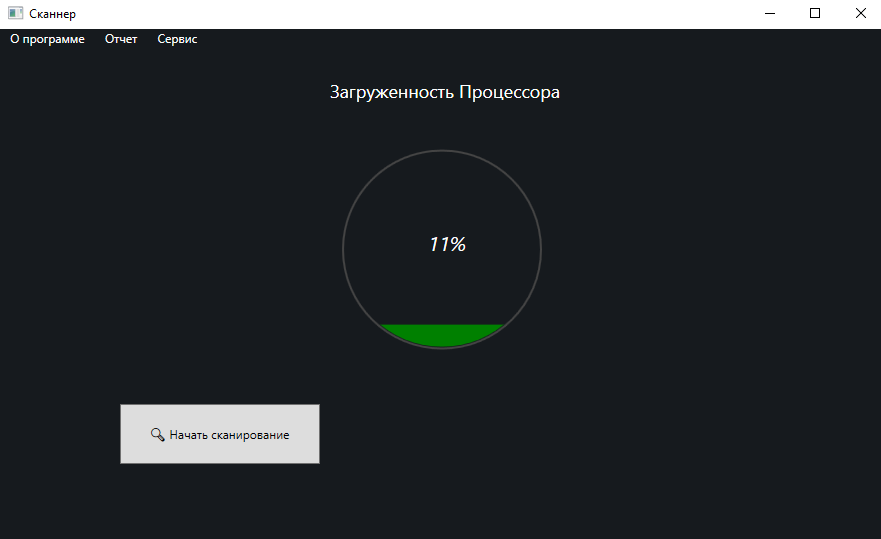 Сканнер
О программе Отчет Сервис
Загруженность Процессора
11%
Начать сканирование